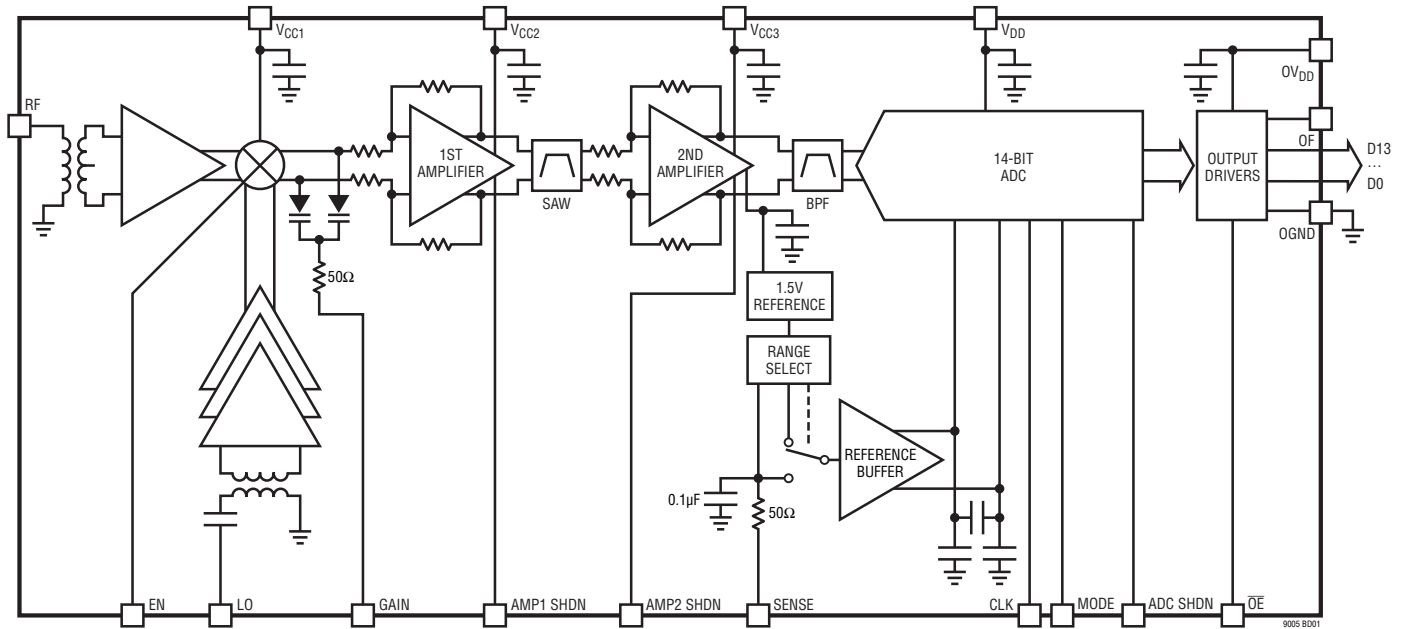 VCC1
VCC2
VCC3
VDD
OVDD
RF
1ST
AMPLIFIER
SAW
2ND
AMPLIFIER
BPF
14-BIT
ADC
OUTPUT
DRIVERS
OF
D13
...
D0
OGND
50Ω
1.5V
REFERENCE
RANGE
SELECT
REFERENCE
BUFFER
0.1µF
50Ω
EN
LO
GAIN
AMP1 SHDN
AMP2 SHDN
SENSE
CLK
MODE
ADC SHDN
O̅E̅
9005 BD01